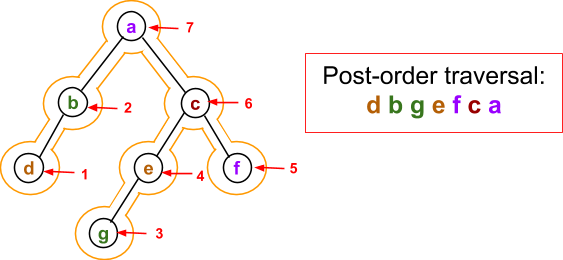 a 7
Post-order traversal:
d b g e f c a
b 2
c 6
d 1
e 4
f 5
g 3